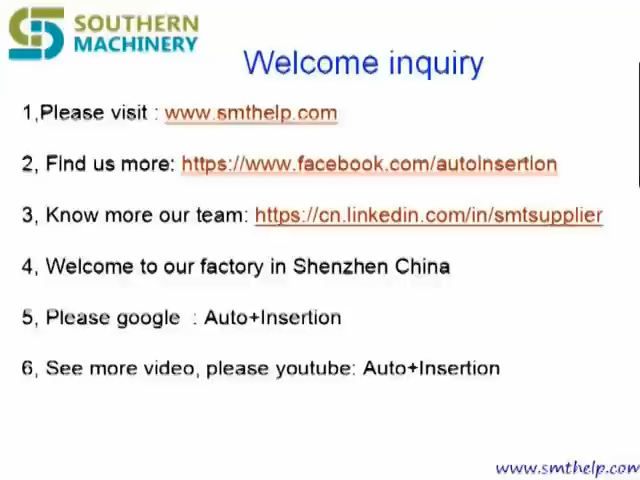 SOUTHERN
MACHINERY
Welcome inquiry
1,Please visit : www.smthelp.com
2, Find us more: https://www.facebook.com/autoinsertion
3, Know more our team: https://cn.linkedin.com/in/smtsupplier
4, Welcome to our factory in Shenzhen China
5, Please google : Auto+Insertion
6, See more video, please youtube: Auto+Insertion
www.smthelp.com